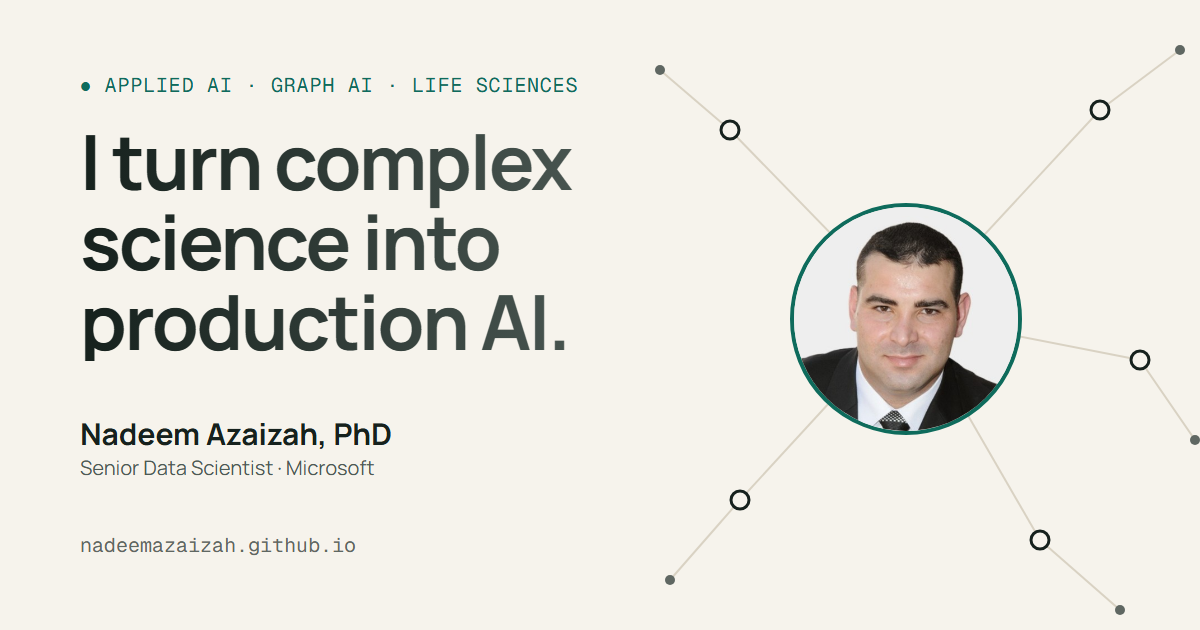 • APPLIED AI · GRAPH AI · LIFE SCIENCES
I turn complex
science into
production AI.
Nadeem Azaizah, PhD
Senior Data Scientist · Microsoft
nadeemazaizah.github.io